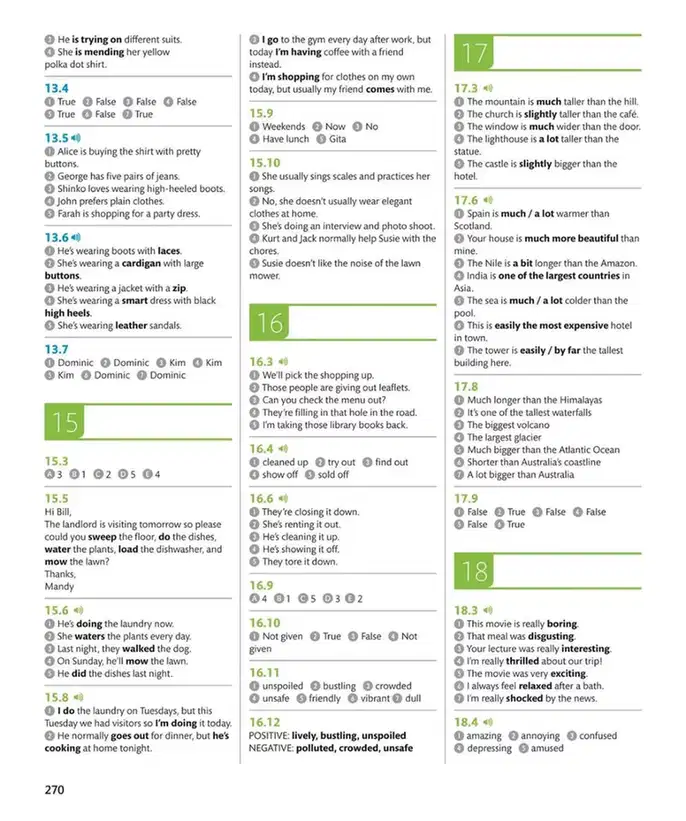 3 He is trying on different suits.
4 She is mending her yellow
polka dot shirt.
13.4
1 True 2 False 3 False 4 False
5 True 6 False 7 True
13.5
1 Alice is buying the shirt with pretty
buttons.
2 George has five pairs of jeans.
3 Shinko loves wearing high-heeled boots.
4 John prefers plain clothes.
5 Farah is shopping for a party dress.
13.6
1 He's wearing boots with laces.
2 She's wearing a cardigan with large
buttons.
3 He's wearing a jacket with a zip.
4 She's wearing a smart dress with black
high heels.
5 She's wearing leather sandals.
13.7
1 Dominic 2 Dominic 3 Kim 4 Kim
5 Kim 6 Dominic 7 Dominic
15
15.3
A 3 B 1 C 2 D 5 E 4
15.5
Hi Bill,
The landlord is visiting tomorrow so please
could you sweep the floor, do the dishes,
water the plants, load the dishwasher, and
mow the lawn?
Thanks,
Mandy
15.6
1 He's doing the laundry now.
2 She waters the plants every day.
3 Last night, they walked the dog.
4 On Sunday, he'll mow the lawn.
5 He did the dishes last night.
15.8
1 I do the laundry on Tuesdays, but this
Tuesday we had visitors so I'm doing it today.
2 He normally goes out for dinner, but he's
cooking at home tonight.
3 I go to the gym every day after work, but
today I'm having coffee with a friend
instead.
4 I'm shopping for clothes on my own
today, but usually my friend comes with me.
15.9
1 Weekends 2 Now 3 No
4 Have lunch 5 Gita
15.10
1 She usually sings scales and practices her
songs.
2 No, she doesn't usually wear elegant
clothes at home.
3 She's doing an interview and photo shoot.
4 Kurt and Jack normally help Susie with the
chores.
5 Susie doesn't like the noise of the lawn
mower.
16
16.3
1 We'll pick the shopping up.
2 Those people are giving out leaflets.
3 Can you check the menu out?
4 They're filling in that hole in the road.
5 I'm taking those library books back.
16.4
1 cleaned up 2 try out 3 find out
4 show off 5 sold off
16.6
1 They're closing it down.
2 She's renting it out.
3 He's cleaning it up.
4 He's showing it off.
5 They tore it down.
16.9
A 4 B 1 C 5 D 3 E 2
16.10
1 Not given 2 True 3 False 4 Not
given
16.11
1 unspoiled 2 bustling 3 crowded
4 unsafe 5 friendly 6 vibrant 7 dull
16.12
POSITIVE: lively, bustling, unspoiled
NEGATIVE: polluted, crowded, unsafe
17
17.3
1 The mountain is much taller than the hill.
2 The church is slightly taller than the café.
3 The window is much wider than the door.
4 The lighthouse is a lot taller than the
statue.
5 The castle is slightly bigger than the
hotel.
17.6
1 Spain is much / a lot warmer than
Scotland.
2 Your house is much more beautiful than
mine.
3 The Nile is a bit longer than the Amazon.
4 India is one of the largest countries in
Asia.
5 The sea is much / a lot colder than the
pool.
6 This is easily the most expensive hotel
in town.
7 The tower is easily / by far the tallest
building here.
17.8
1 Much longer than the Himalayas
2 It's one of the tallest waterfalls
3 The biggest volcano
4 The largest glacier
5 Much bigger than the Atlantic Ocean
6 Shorter than Australia's coastline
7 A lot bigger than Australia
17.9
1 False 2 True 3 False 4 False
5 False 6 True
18
18.3
1 This movie is really boring.
2 That meal was disgusting.
3 Your lecture was really interesting.
4 I'm really thrilled about our trip!
5 The movie was very exciting.
6 I always feel relaxed after a bath.
7 I'm really shocked by the news.
18.4
1 amazing 2 annoying 3 confused
4 depressing 5 amused
270